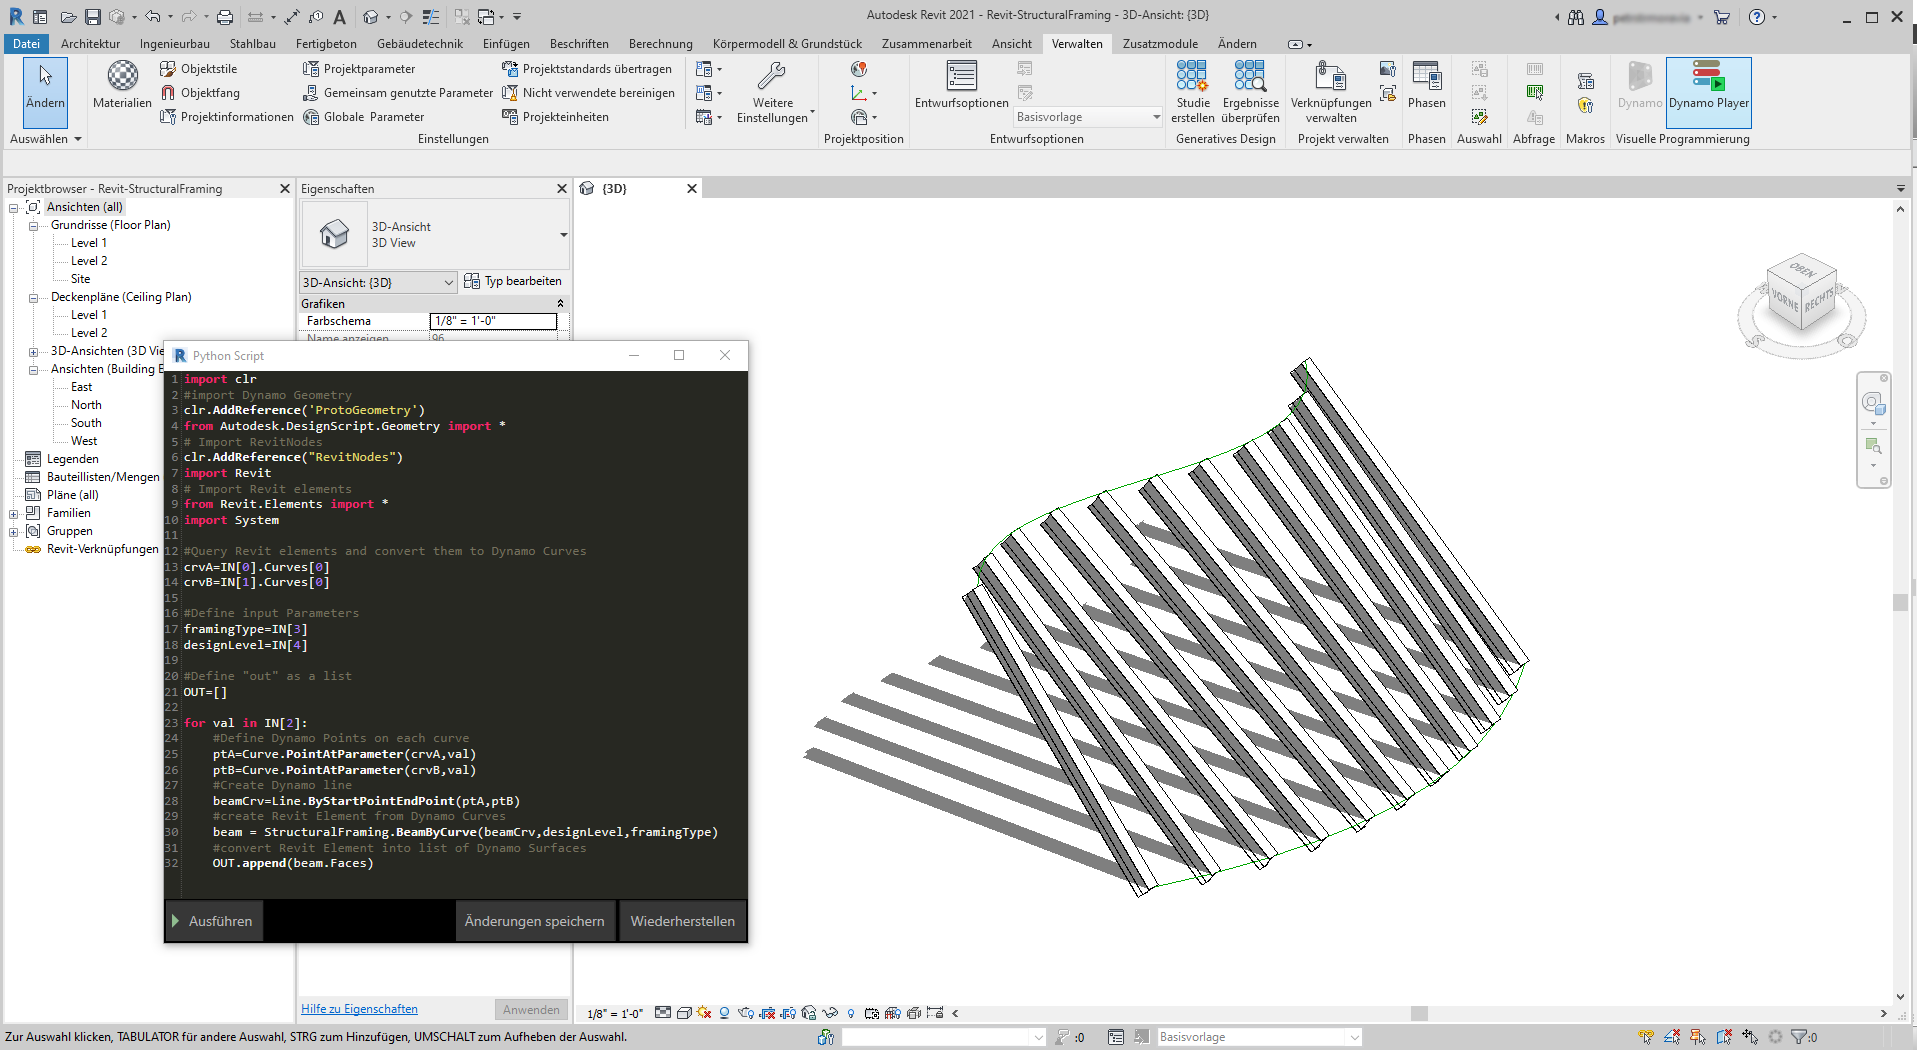 Autodesk Revit 2021 - Revit-StructuralFraming - 3D-Ansicht: {3D}
Datei Architektur Ingenieurbau Stahlbau Fertigbeton Gebäudetechnik Einfügen Beschriften Berechnung Körpermodell & Grundstück Zusammenarbeit Ansicht Verwalten Zusatzmodule Ändern
Ändern
Materialien
Objektstile
Objektfang
Projektinformationen
Projektparameter
Gemeinsam genutzte Parameter
Globale Parameter
Projektstandards übertragen
Nicht verwendete bereinigen
Projekteinheiten
Weitere
Einstellungen
Entwurfsoptionen
Basisvorlage
Studie
erstellen
Ergebnisse
überprüfen
Verknüpfungen
verwalten
Phasen
Dynamo
Dynamo Player
Auswählen
Einstellungen
Projektposition
Entwurfsoptionen
Generatives Design
Projekt verwalten
Phasen
Auswahl
Abfrage
Makros
Visuelle Programmierung
Projektbrowser - Revit-StructuralFraming
Ansichten (all)
Grundrisse (Floor Plan)
Level 1
Level 2
Site
Deckenpläne (Ceiling Plan)
Level 1
Level 2
3D-Ansichten (3D Vie
Ansichten (Building E
East
North
South
West
Legenden
Bauteillisten/Mengen
Pläne (all)
Familien
Gruppen
Revit-Verknüpfungen
Eigenschaften
3D-Ansicht
3D View
3D-Ansicht: {3D}
Typ bearbeiten
Grafiken
Farbschema
1/8" = 1'-0"
Name anzeigen
96
Hilfe zu Eigenschaften
Anwenden
{3D}
Python Script
1 import clr
2 #import Dynamo Geometry
3 clr.AddReference('ProtoGeometry')
4 from Autodesk.DesignScript.Geometry import *
5 # Import RevitNodes
6 clr.AddReference("RevitNodes")
7 import Revit
8 # Import Revit elements
9 from Revit.Elements import *
10 import System
11
12 #Query Revit elements and convert them to Dynamo Curves
13 crvA=IN[0].Curves[0]
14 crvB=IN[1].Curves[0]
15
16 #Define input Parameters
17 framingType=IN[3]
18 designLevel=IN[4]
19
20 #Define "out" as a list
21 OUT=[]
22
23 for val in IN[2]:
24 #Define Dynamo Points on each curve
25 ptA=Curve.PointAtParameter(crvA,val)
26 ptB=Curve.PointAtParameter(crvB,val)
27 #Create Dynamo line
28 beamCrv=Line.ByStartPointEndPoint(ptA,ptB)
29 #create Revit Element from Dynamo Curves
30 beam = StructuralFraming.BeamByCurve(beamCrv,designLevel,framingType)
31 #convert Revit Element into list of Dynamo Surfaces
32 OUT.append(beam.Faces)
Ausführen
Änderungen speichern
Wiederherstellen
OBEN
VORNE
RECHTS
1/8" = 1'-0"
Zur Auswahl klicken, TABULATOR für andere Auswahl, STRG zum Hinzufügen, UMSCHALT zum Aufheben der Auswahl.
:0
Basisvorlage
:0